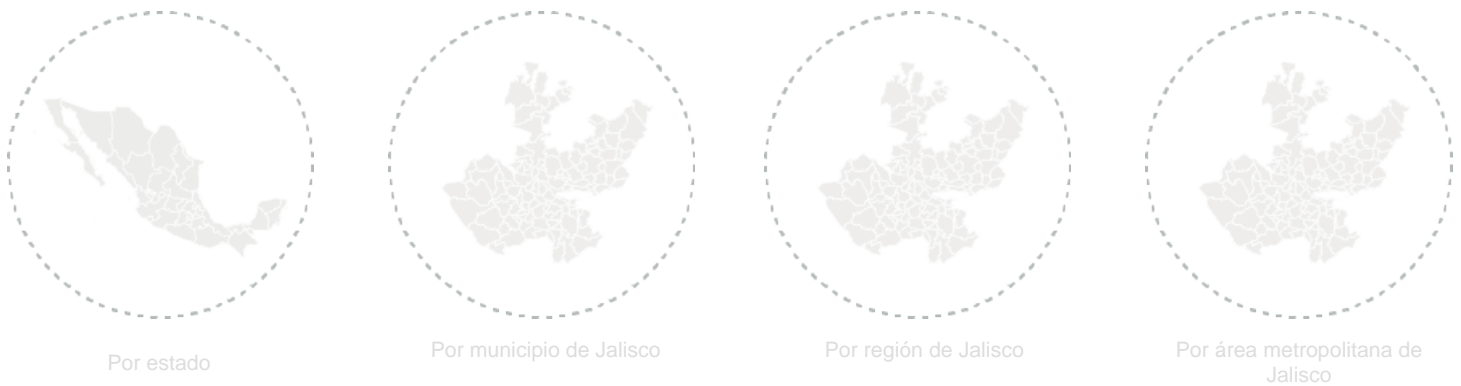 Por estado
Por municipio de Jalisco
Por región de Jalisco
Por área metropolitana de
Jalisco